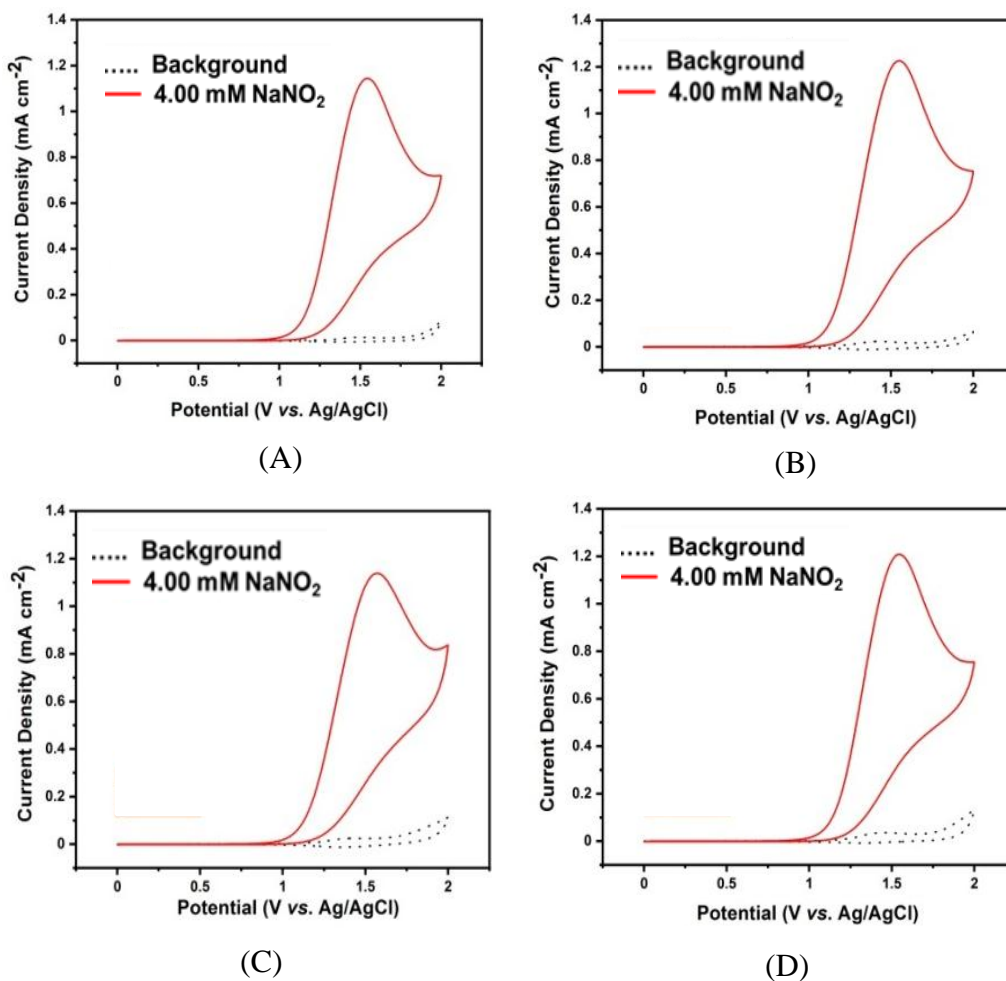 1.4
1.2
1
0.8
0.6
0.4
0.2
0
Current Density (mA cm⁻²)
Background
4.00 mM NaNO₂
0 0.5 1 1.5 2
Potential (V vs. Ag/AgCl)
(A)
1.4
1.2
1
0.8
0.6
0.4
0.2
0
Current Density (mA cm⁻²)
Background
4.00 mM NaNO₂
0 0.5 1 1.5 2
Potential (V vs. Ag/AgCl)
(B)
1.4
1.2
1
0.8
0.6
0.4
0.2
0
Current Density (mA cm⁻²)
Background
4.00 mM NaNO₂
0 0.5 1 1.5 2
Potential (V vs. Ag/AgCl)
(C)
1.4
1.2
1
0.8
0.6
0.4
0.2
0
Current Density (mA cm⁻²)
Background
4.00 mM NaNO₂
0 0.5 1 1.5 2
Potential (V vs. Ag/AgCl)
(D)